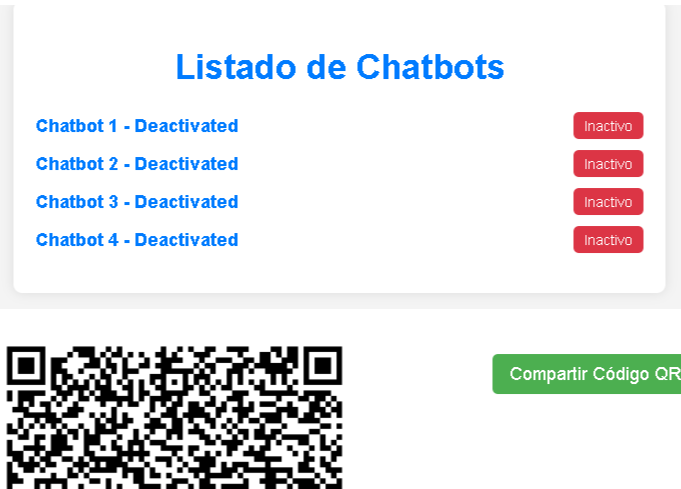 Listado de Chatbots
Chatbot 1 - Deactivated Inactivo
Chatbot 2 - Deactivated Inactivo
Chatbot 3 - Deactivated Inactivo
Chatbot 4 - Deactivated Inactivo
Compartir Código QR